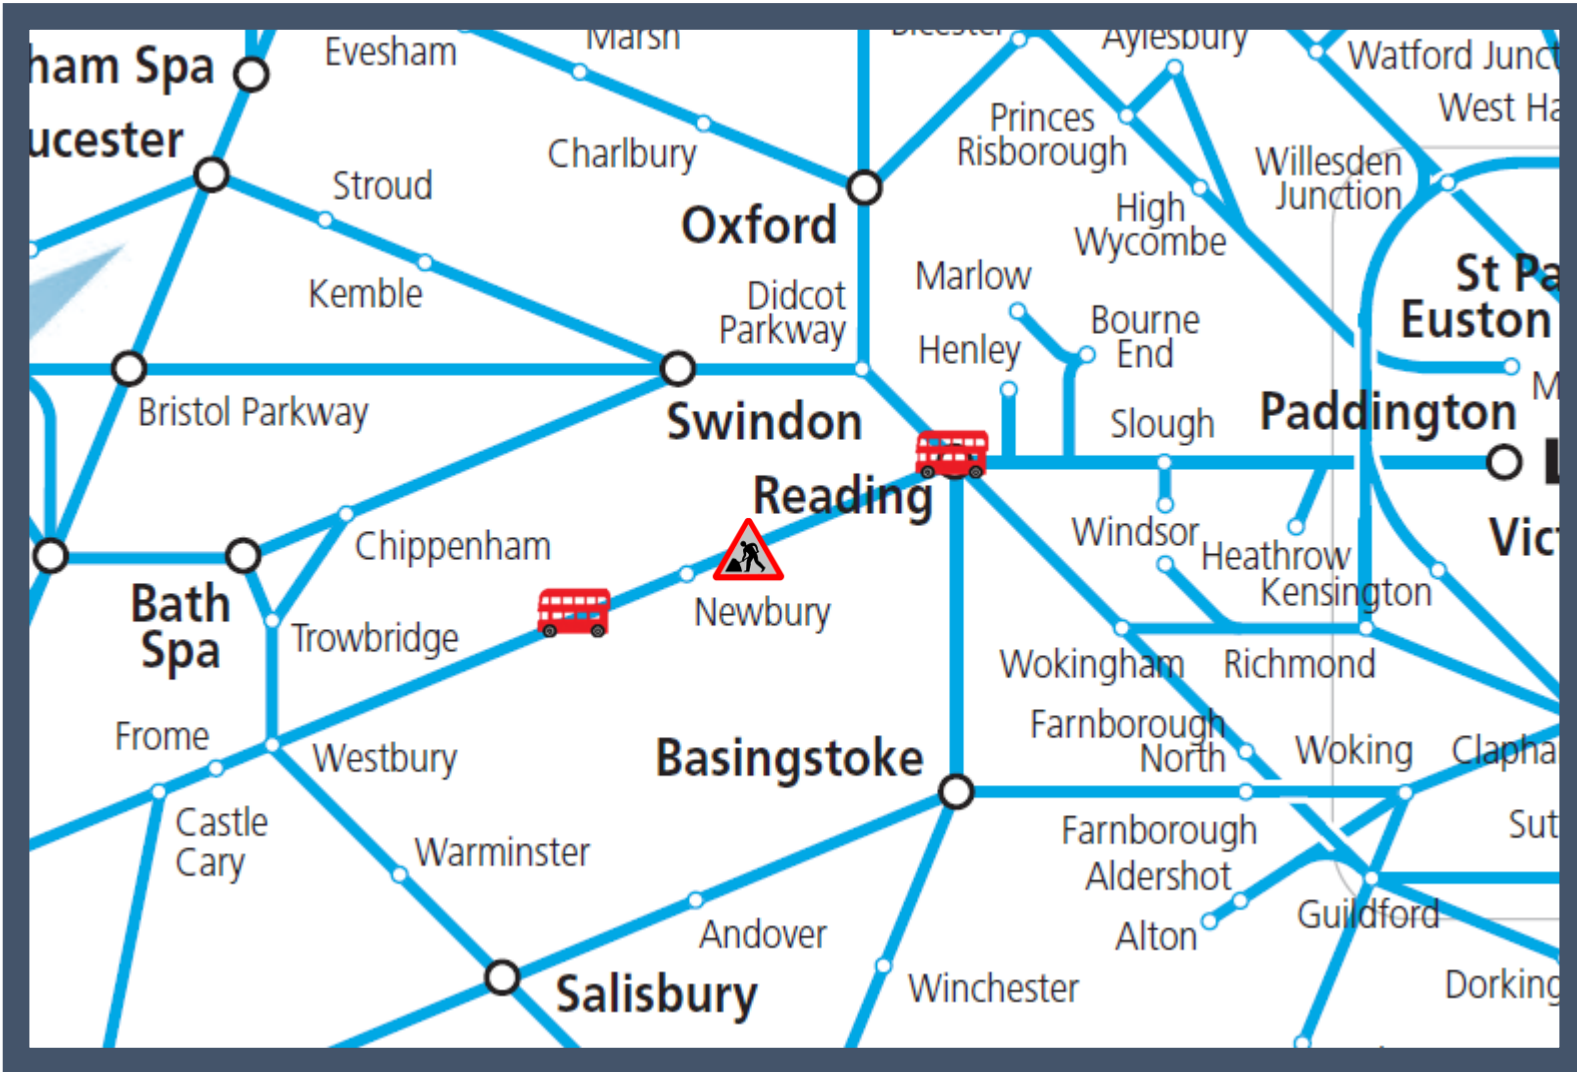 ham Spa
Evesham
Marsh
Aylesbury
Watford Junct
West Ha
ucester
Stroud
Charlbury
Princes
Risborough
Willesden
Junction
Oxford
High
Wycombe
Kemble
Didcot
Parkway
Marlow
Bourne
End
Henley
St Pa
Euston
M
Bristol Parkway
Swindon
Slough
Paddington
L
Reading
Chippenham
Windsor
Heathrow
Vic
Kensington
Bath
Spa
Trowbridge
Newbury
Wokingham
Richmond
Frome
Westbury
Basingstoke
Farnborough
North
Woking
Clapha
Castle
Cary
Warminster
Farnborough
Sut
Aldershot
Alton
Guildford
Andover
Salisbury
Winchester
Dorking